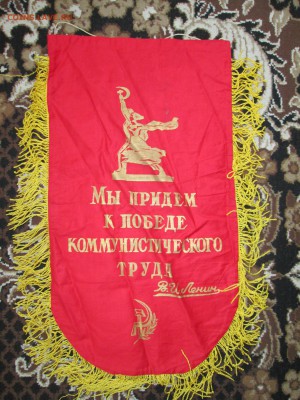 Мы придем
к победе
коммунистического
труда
В. И. Ленин